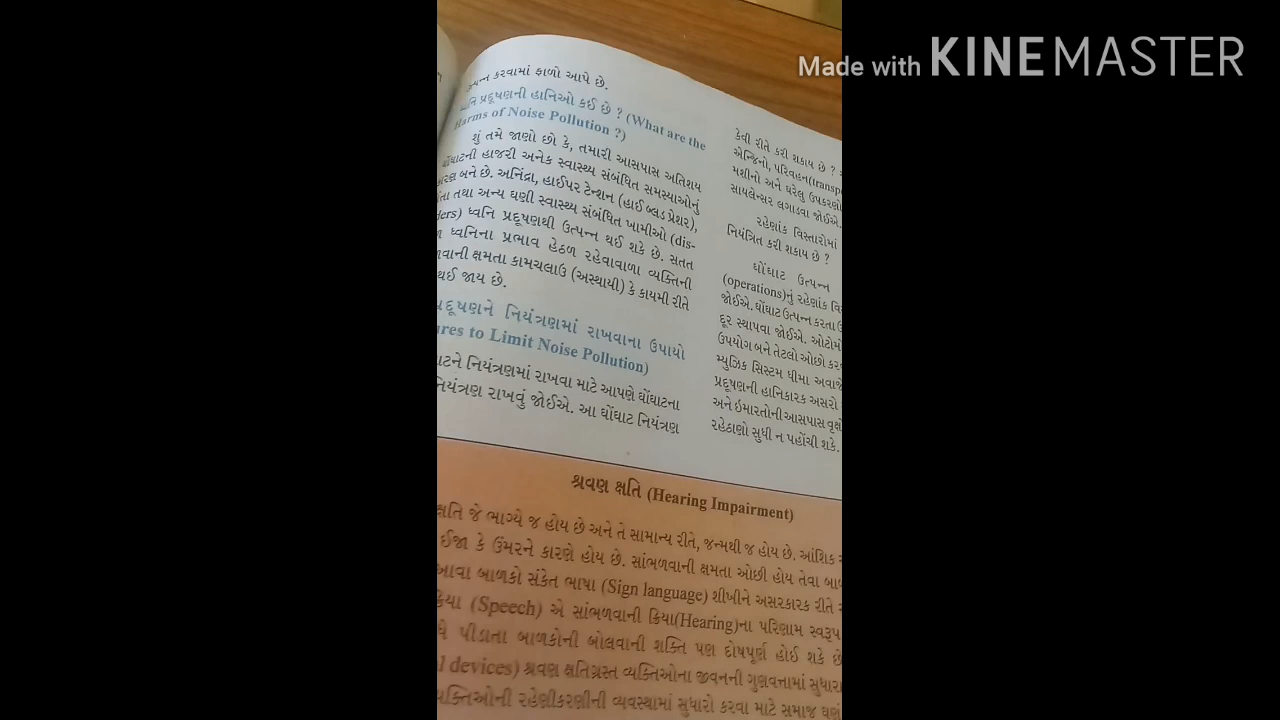 Made with KINEMASTER
કરવામાં ફાળો આપે છે.
પ્રદૂષણની હાનિઓ કઈ છે ? (What are the
Harms of Noise Pollution ?)
શું તમે જાણો છો કે, તમારી આસપાસ અતિશય
ઘોંઘાટની હાજરી અનેક સ્વાસ્થ્ય સંબંધિત સમસ્યાઓનું
કારણ બને છે. અનિંદ્રા, હાઈપર ટેન્શન (હાઈ બ્લડ પ્રેશર),
તથા અન્ય ઘણી સ્વાસ્થ્ય સંબંધિત ખામીઓ (dis-
ders) ધ્વનિ પ્રદૂષણથી ઉત્પન્ન થઈ શકે છે. સતત
ધ્વનિના પ્રભાવ હેઠળ રહેવાવાળા વ્યક્તિની
વાની ક્ષમતા કામચલાઉ (અસ્થાયી) કે કાયમી રીતે
થઈ જાય છે.
પ્રદૂષણને નિયંત્રણમાં રાખવાના ઉપાયો
res to Limit Noise Pollution)
ાટને નિયંત્રણમાં રાખવા માટે આપણે ઘોંઘાટના
નિયંત્રણ રાખવું જોઈએ. આ ઘોંઘાટ નિયંત્રણ
કેવી રીતે કરી શકાય છે ?
એન્જિનો, પરિવહન(transp
મશીનો અને ઘરેલુ ઉપકરણો
સાયલેન્સર લગાડવા જોઈએ.
રહેણાંક વિસ્તારોમાં
નિયંત્રિત કરી શકાય છે ?
ઘોંઘાટ ઉત્પન્ન
(operations)નું રહેણાંક વિ
જોઈએ. ઘોંઘાટ ઉત્પન્ન કરતા
દૂર સ્થાપવા જોઈએ. ઓટોમો
ઉપયોગ બને તેટલો ઓછો કર
મ્યુઝિક સિસ્ટમ ધીમા અવાજે
પ્રદૂષણની હાનિકારક અસરો
અને ઇમારતોની આસપાસ વૃક્ષો
રહેઠાણો સુધી ન પહોંચી શકે.
શ્રવણ ક્ષતિ (Hearing Impairment)
ક્ષતિ જે ભાગ્યે જ હોય છે અને તે સામાન્ય રીતે, જન્મથી જ હોય છે. આંશિક
ઈજા કે ઉંમરને કારણે હોય છે. સાંભળવાની ક્ષમતા ઓછી હોય તેવા બાળ
આવા બાળકો સંકેત ભાષા (Sign language) શીખીને અસરકારક રીતે
ક્રિયા (Speech) એ સાંભળવાની ક્રિયા(Hearing)ના પરિણામ સ્વરૂપ
પીડાતા બાળકોની બોલવાની શક્તિ પણ દોષપૂર્ણ હોઈ શકે છે
l devices) શ્રવણ ક્ષતિગ્રસ્ત વ્યક્તિઓના જીવનની ગુણવત્તામાં સુધારા
વ્યક્તિઓની રહેણીકરણીની વ્યવસ્થામાં સુધારો કરવા માટે સમાજ ઘણું